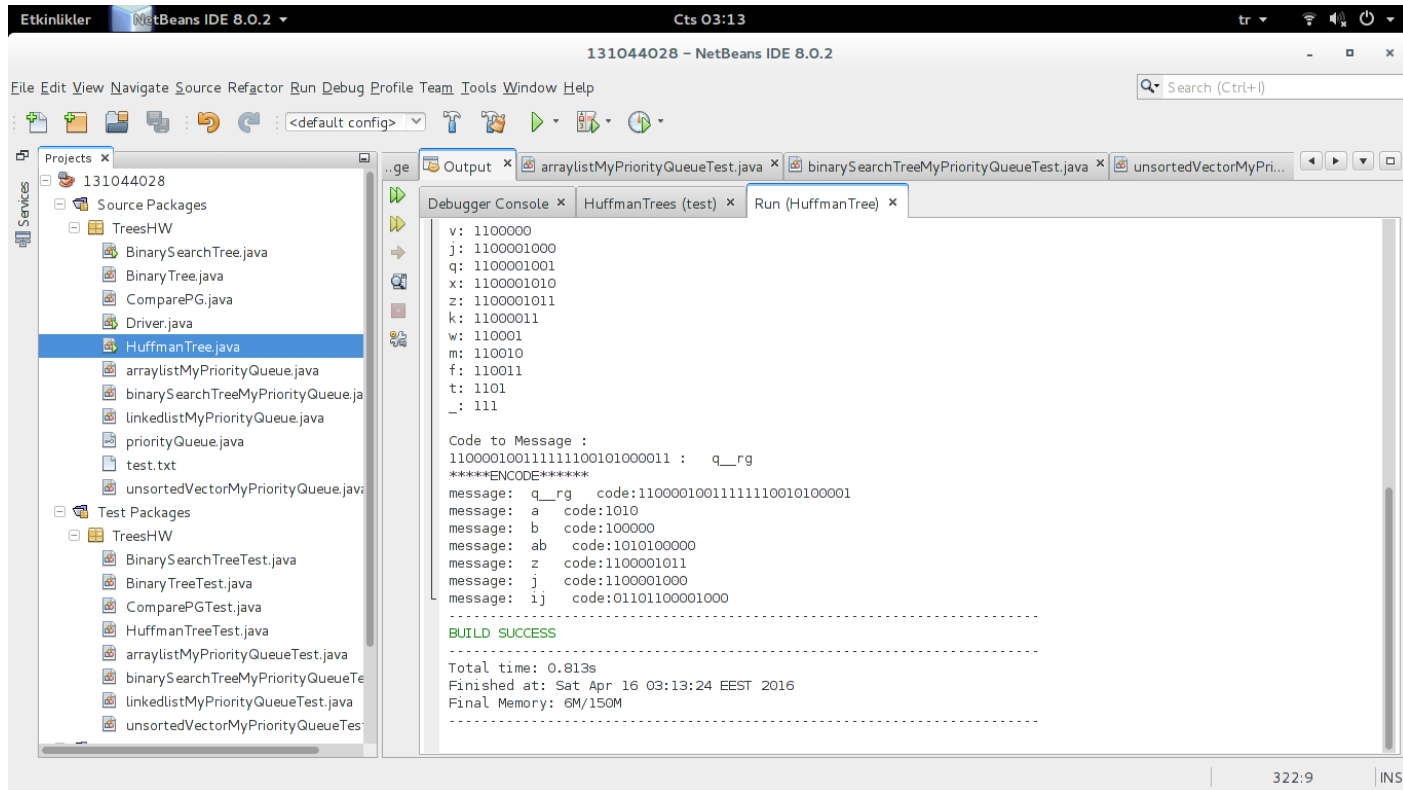 Etkinlikler NetBeans IDE 8.0.2 Cts 03:13 tr
131044028 – NetBeans IDE 8.0.2
File Edit View Navigate Source Refactor Run Debug Profile Team Tools Window Help Search (Ctrl+I)
<default config>
Projects
..ge Output arraylistMyPriorityQueueTest.java binarySearchTreeMyPriorityQueueTest.java unsortedVectorMyPri...
Services
Debugger Console HuffmanTrees (test) Run (HuffmanTree)
131044028
Source Packages
TreesHW
BinarySearchTree.java
BinaryTree.java
ComparePG.java
Driver.java
HuffmanTree.java
arraylistMyPriorityQueue.java
binarySearchTreeMyPriorityQueue.ja
linkedlistMyPriorityQueue.java
priorityQueue.java
test.txt
unsortedVectorMyPriorityQueue.java
Test Packages
TreesHW
BinarySearchTreeTest.java
BinaryTreeTest.java
ComparePGTest.java
HuffmanTreeTest.java
arraylistMyPriorityQueueTest.java
binarySearchTreeMyPriorityQueueTe
linkedlistMyPriorityQueueTest.java
unsortedVectorMyPriorityQueueTes
v: 1100000
j: 1100001000
q: 1100001001
x: 1100001010
z: 1100001011
k: 11000011
w: 110001
m: 110010
f: 110011
t: 1101
_: 111
Code to Message :
110000100111111100101000011 : q__rg
*****ENCODE******
message: q__rg code:11000010011111110010100001
message: a code:1010
message: b code:100000
message: ab code:1010100000
message: z code:1100001011
message: j code:1100001000
message: ij code:01101100001000
BUILD SUCCESS
Total time: 0.813s
Finished at: Sat Apr 16 03:13:24 EEST 2016
Final Memory: 6M/150M
322:9 INS